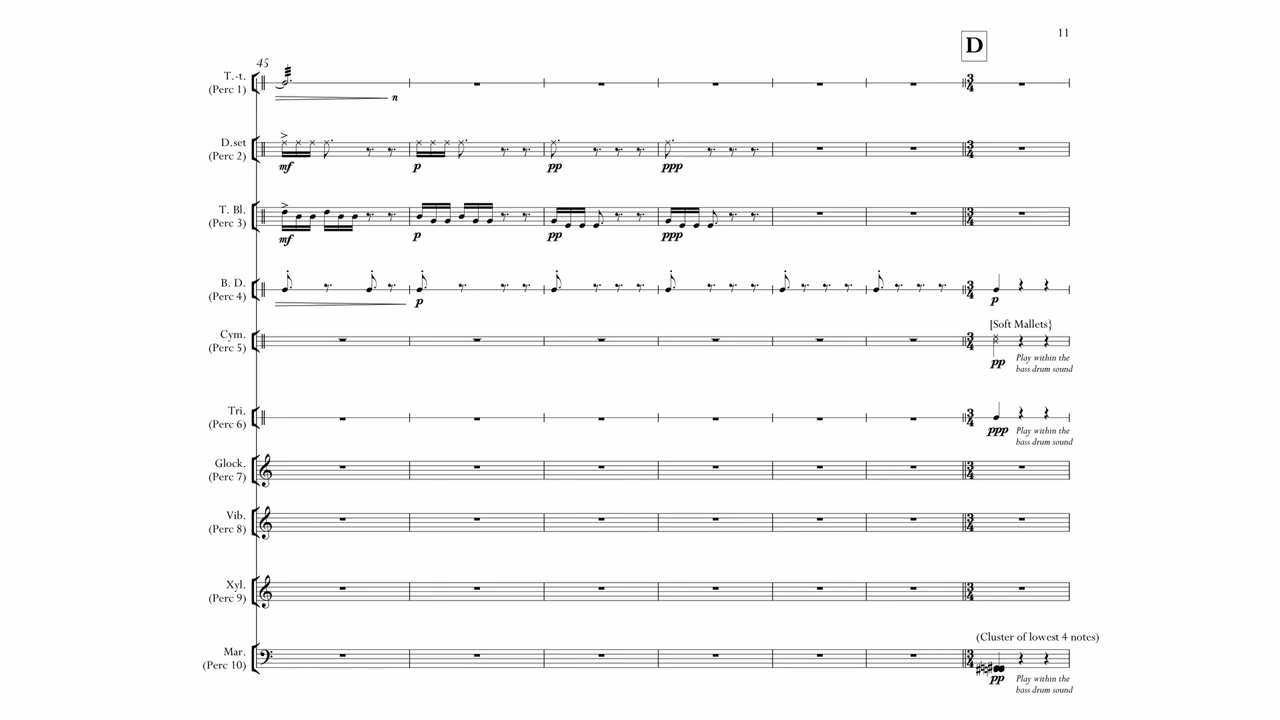 11
D
45
T.-t.
(Perc 1)
n
D.set
(Perc 2)
mf p pp ppp
T. Bl.
(Perc 3)
mf p pp ppp
B. D.
(Perc 4)
p p
Cym.
(Perc 5)
[Soft Mallets}
pp
Play within the
bass drum sound
Tri.
(Perc 6)
ppp
Play within the
bass drum sound
Glock.
(Perc 7)
Vib.
(Perc 8)
Xyl.
(Perc 9)
Mar.
(Perc 10)
(Cluster of lowest 4 notes)
pp
Play within the
bass drum sound